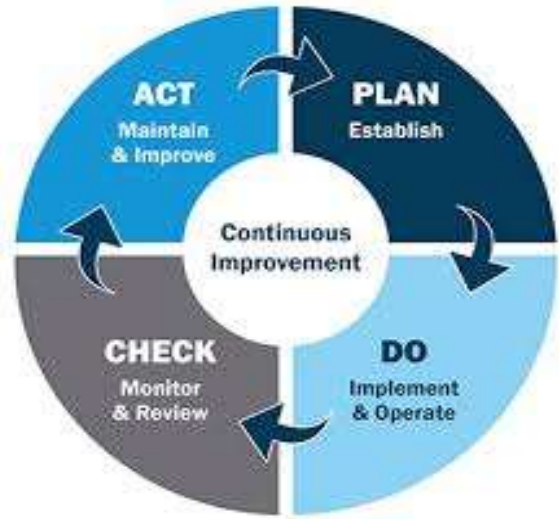 ACT
Maintain
& Improve
PLAN
Establish
Continuous
Improvement
CHECK
Monitor
& Review
DO
Implement
& Operate